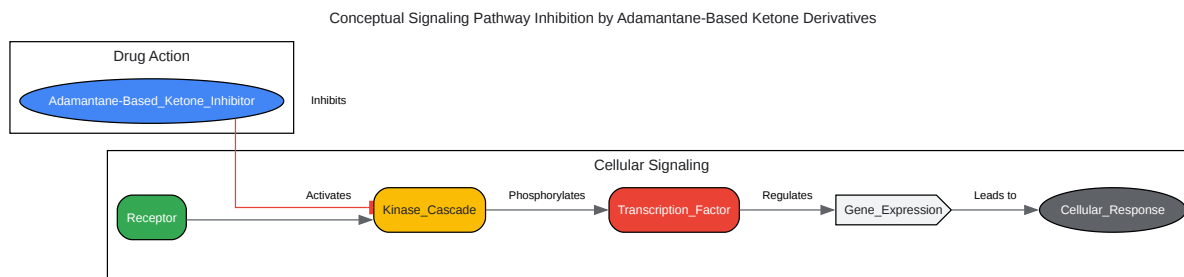 Conceptual Signaling Pathway Inhibition by Adamantane-Based Ketone Derivatives
Drug Action
Adamantane-Based_Ketone_Inhibitor
Inhibits
Cellular Signaling
Receptor
Activates
Kinase_Cascade
Phosphorylates
Transcription_Factor
Regulates
Gene_Expression
Leads to
Cellular_Response